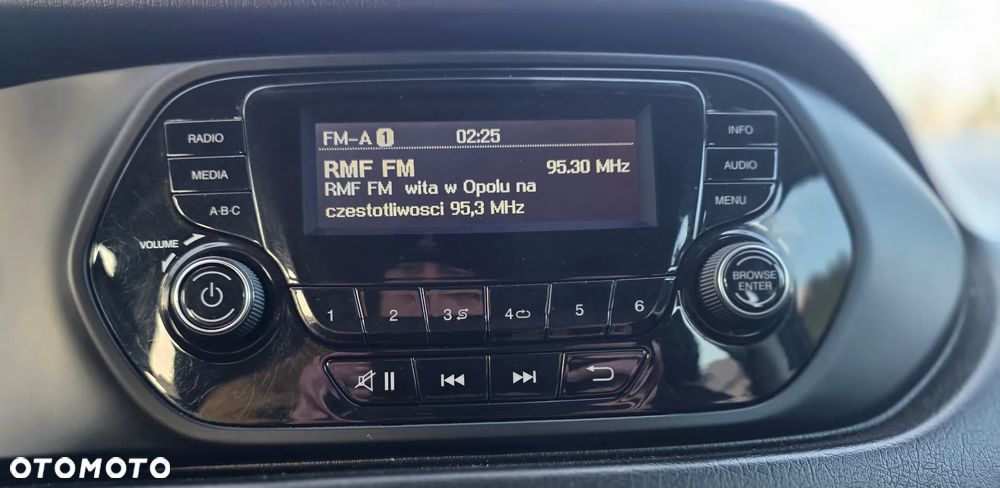 FM-A 1 02:25
RMF FM 95.30 MHz
RMF FM wita w Opolu na
czestotliwosci 95,3 MHz
RADIO
MEDIA
A·B·C
VOLUME
INFO
AUDIO
MENU
BROWSE
ENTER
1 2 3 4 5 6
OTOMOTO